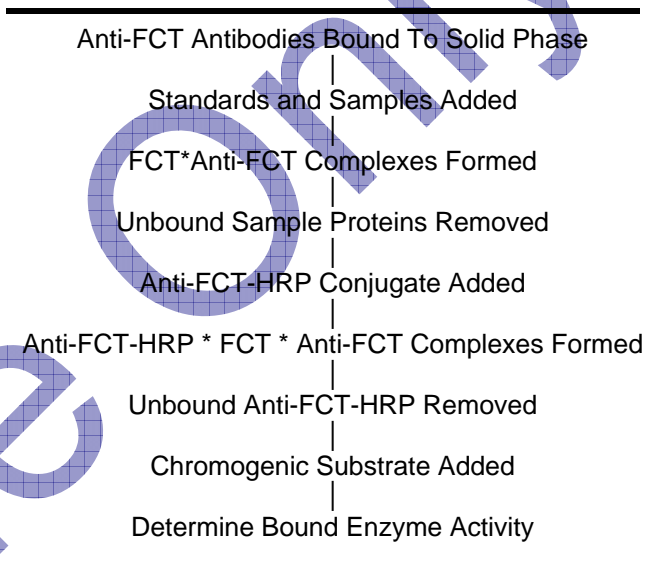 Anti-FCT Antibodies Bound To Solid Phase
Standards and Samples Added
FCT*Anti-FCT Complexes Formed
Unbound Sample Proteins Removed
Anti-FCT-HRP Conjugate Added
Anti-FCT-HRP * FCT * Anti-FCT Complexes Formed
Unbound Anti-FCT-HRP Removed
Chromogenic Substrate Added
Determine Bound Enzyme Activity